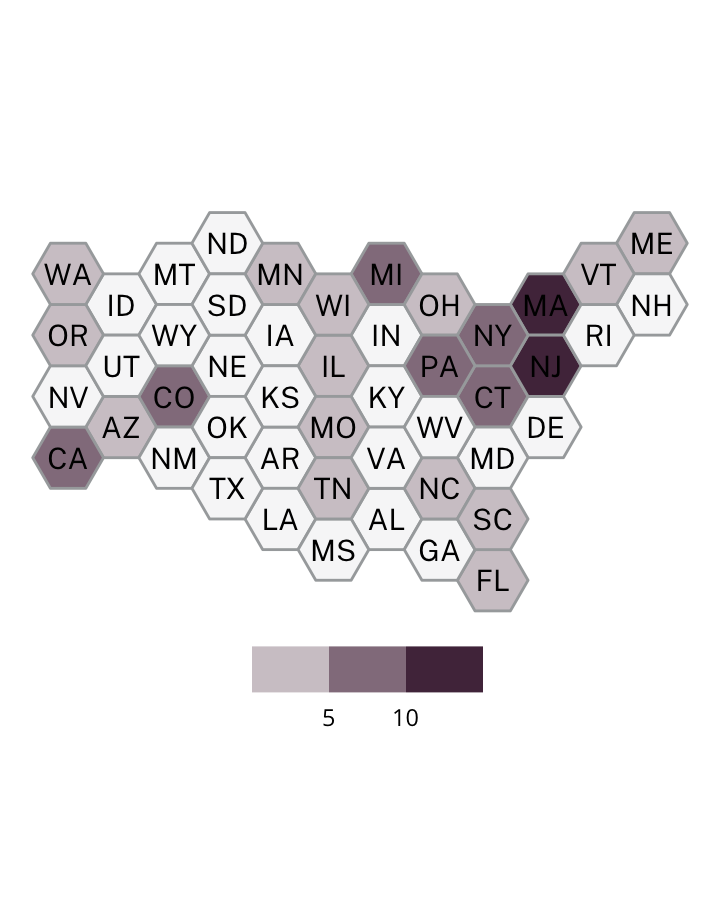 ND
ME
WA MT MN MI VT
ID SD WI OH MA NH
OR WY IA IN NY RI
UT NE IL PA NJ
NV CO KS KY CT
AZ OK MO WV DE
CA NM AR VA MD
TX TN NC
LA AL SC
MS GA
FL
5 10